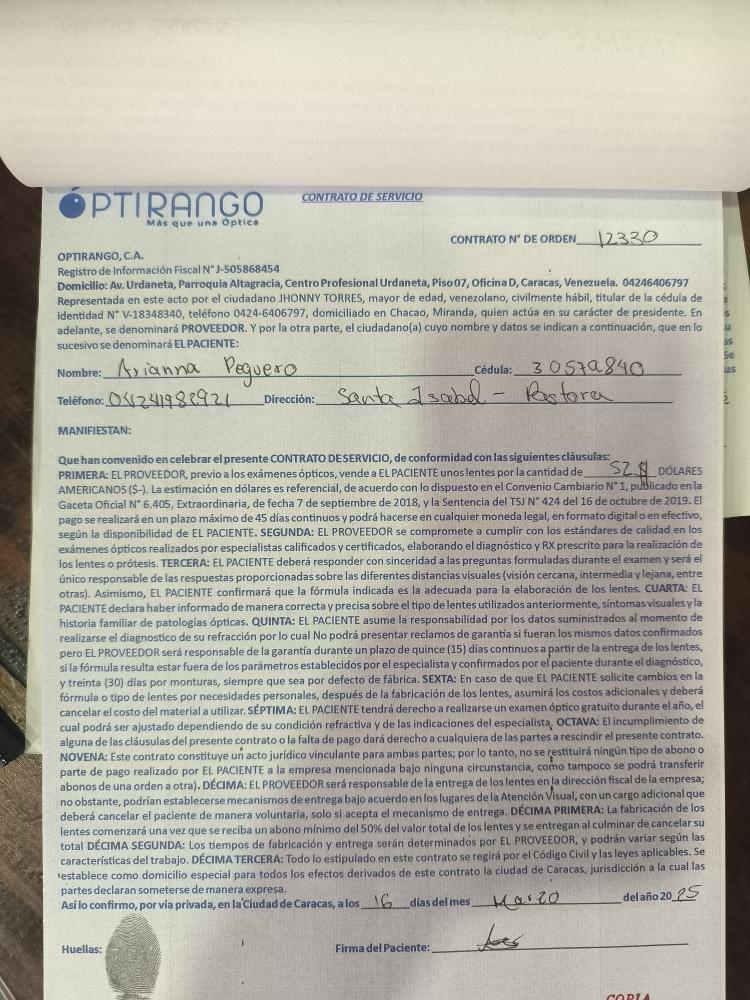 OPTIRANGO
Más que una Óptica
CONTRATO DE SERVICIO
CONTRATO N° DE ORDEN 12330
OPTIRANGO, C.A.
Registro de Información Fiscal N° J-505868454
Domicilio: Av. Urdaneta, Parroquia Altagracia, Centro Profesional Urdaneta, Piso 07, Oficina D, Caracas, Venezuela. 04246406797
Representada en este acto por el ciudadano JHONNY TORRES, mayor de edad, venezolano, civilmente hábil, titular de la cédula de
identidad N° V-18348340, teléfono 0424-6406797, domiciliado en Chacao, Miranda, quien actúa en su carácter de presidente. En
adelante, se denominará PROVEEDOR. Y por la otra parte, el ciudadano(a) cuyo nombre y datos se indican a continuación, que en lo
sucesivo se denominará EL PACIENTE:
Nombre: Arianna Peguero Cédula: 30579840
Teléfono: 04241982921 Dirección: Santa Isabel - Pastora
MANIFIESTAN:
Que han convenido en celebrar el presente CONTRATO DE SERVICIO, de conformidad con las siguientes cláusulas:
PRIMERA: EL PROVEEDOR, previo a los exámenes ópticos, vende a EL PACIENTE unos lentes por la cantidad de 52 $ DÓLARES
AMERICANOS ($-). La estimación en dólares es referencial, de acuerdo con lo dispuesto en el Convenio Cambiario N° 1, publicado en la
Gaceta Oficial N° 6.405, Extraordinaria, de fecha 7 de septiembre de 2018, y la Sentencia del TSJ N° 424 del 16 de octubre de 2019. El
pago se realizará en un plazo máximo de 45 días continuos y podrá hacerse en cualquier moneda legal, en formato digital o en efectivo,
según la disponibilidad de EL PACIENTE. SEGUNDA: EL PROVEEDOR se compromete a cumplir con los estándares de calidad en los
exámenes ópticos realizados por especialistas calificados y certificados, elaborando el diagnóstico y RX prescrito para la realización de
los lentes o prótesis. TERCERA: EL PACIENTE deberá responder con sinceridad a las preguntas formuladas durante el examen y será el
único responsable de las respuestas proporcionadas sobre las diferentes distancias visuales (visión cercana, intermedia y lejana, entre
otras). Asimismo, EL PACIENTE confirmará que la fórmula indicada es la adecuada para la elaboración de los lentes. CUARTA: EL
PACIENTE declara haber informado de manera correcta y precisa sobre el tipo de lentes utilizados anteriormente, síntomas visuales y la
historia familiar de patologías ópticas. QUINTA: EL PACIENTE asume la responsabilidad por los datos suministrados al momento de
realizarse el diagnostico de su refracción por lo cual No podrá presentar reclamos de garantía si fueran los mismos datos confirmados
pero EL PROVEEDOR será responsable de la garantía durante un plazo de quince (15) días continuos a partir de la entrega de los lentes,
si la fórmula resulta estar fuera de los parámetros establecidos por el especialista y confirmados por el paciente durante el diagnóstico,
y treinta (30) días por monturas, siempre que sea por defecto de fábrica. SEXTA: En caso de que EL PACIENTE solicite cambios en la
fórmula o tipo de lentes por necesidades personales, después de la fabricación de los lentes, asumirá los costos adicionales y deberá
cancelar el costo del material a utilizar. SÉPTIMA: EL PACIENTE tendrá derecho a realizarse un examen óptico gratuito durante el año, el
cual podrá ser ajustado dependiendo de su condición refractiva y de las indicaciones del especialista. OCTAVA: El incumplimiento de
alguna de las cláusulas del presente contrato o la falta de pago dará derecho a cualquiera de las partes a rescindir el presente contrato.
NOVENA: Este contrato constituye un acto jurídico vinculante para ambas partes; por lo tanto, no se restituirá ningún tipo de abono o
parte de pago realizado por EL PACIENTE a la empresa mencionada bajo ninguna circunstancia, como tampoco se podrá transferir
abonos de una orden a otra). DÉCIMA: EL PROVEEDOR será responsable de la entrega de los lentes en la dirección fiscal de la empresa;
no obstante, podrían establecerse mecanismos de entrega bajo acuerdo en los lugares de la Atención Visual, con un cargo adicional que
deberá cancelar el paciente de manera voluntaria, solo si acepta el mecanismo de entrega. DÉCIMA PRIMERA: La fabricación de los
lentes comenzará una vez que se reciba un abono mínimo del 50% del valor total de los lentes y se entregan al culminar de cancelar su
total DÉCIMA SEGUNDA: Los tiempos de fabricación y entrega serán determinados por EL PROVEEDOR, y podrán variar según las
características del trabajo. DÉCIMA TERCERA: Todo lo estipulado en este contrato se regirá por el Código Civil y las leyes aplicables. Se
establece como domicilio especial para todos los efectos derivados de este contrato la ciudad de Caracas, jurisdicción a la cual las
partes declaran someterse de manera expresa.
Así lo confirmo, por vía privada, en la Ciudad de Caracas, a los 16 días del mes Marzo del año 2025
Huellas: Firma del Paciente:
COPIA